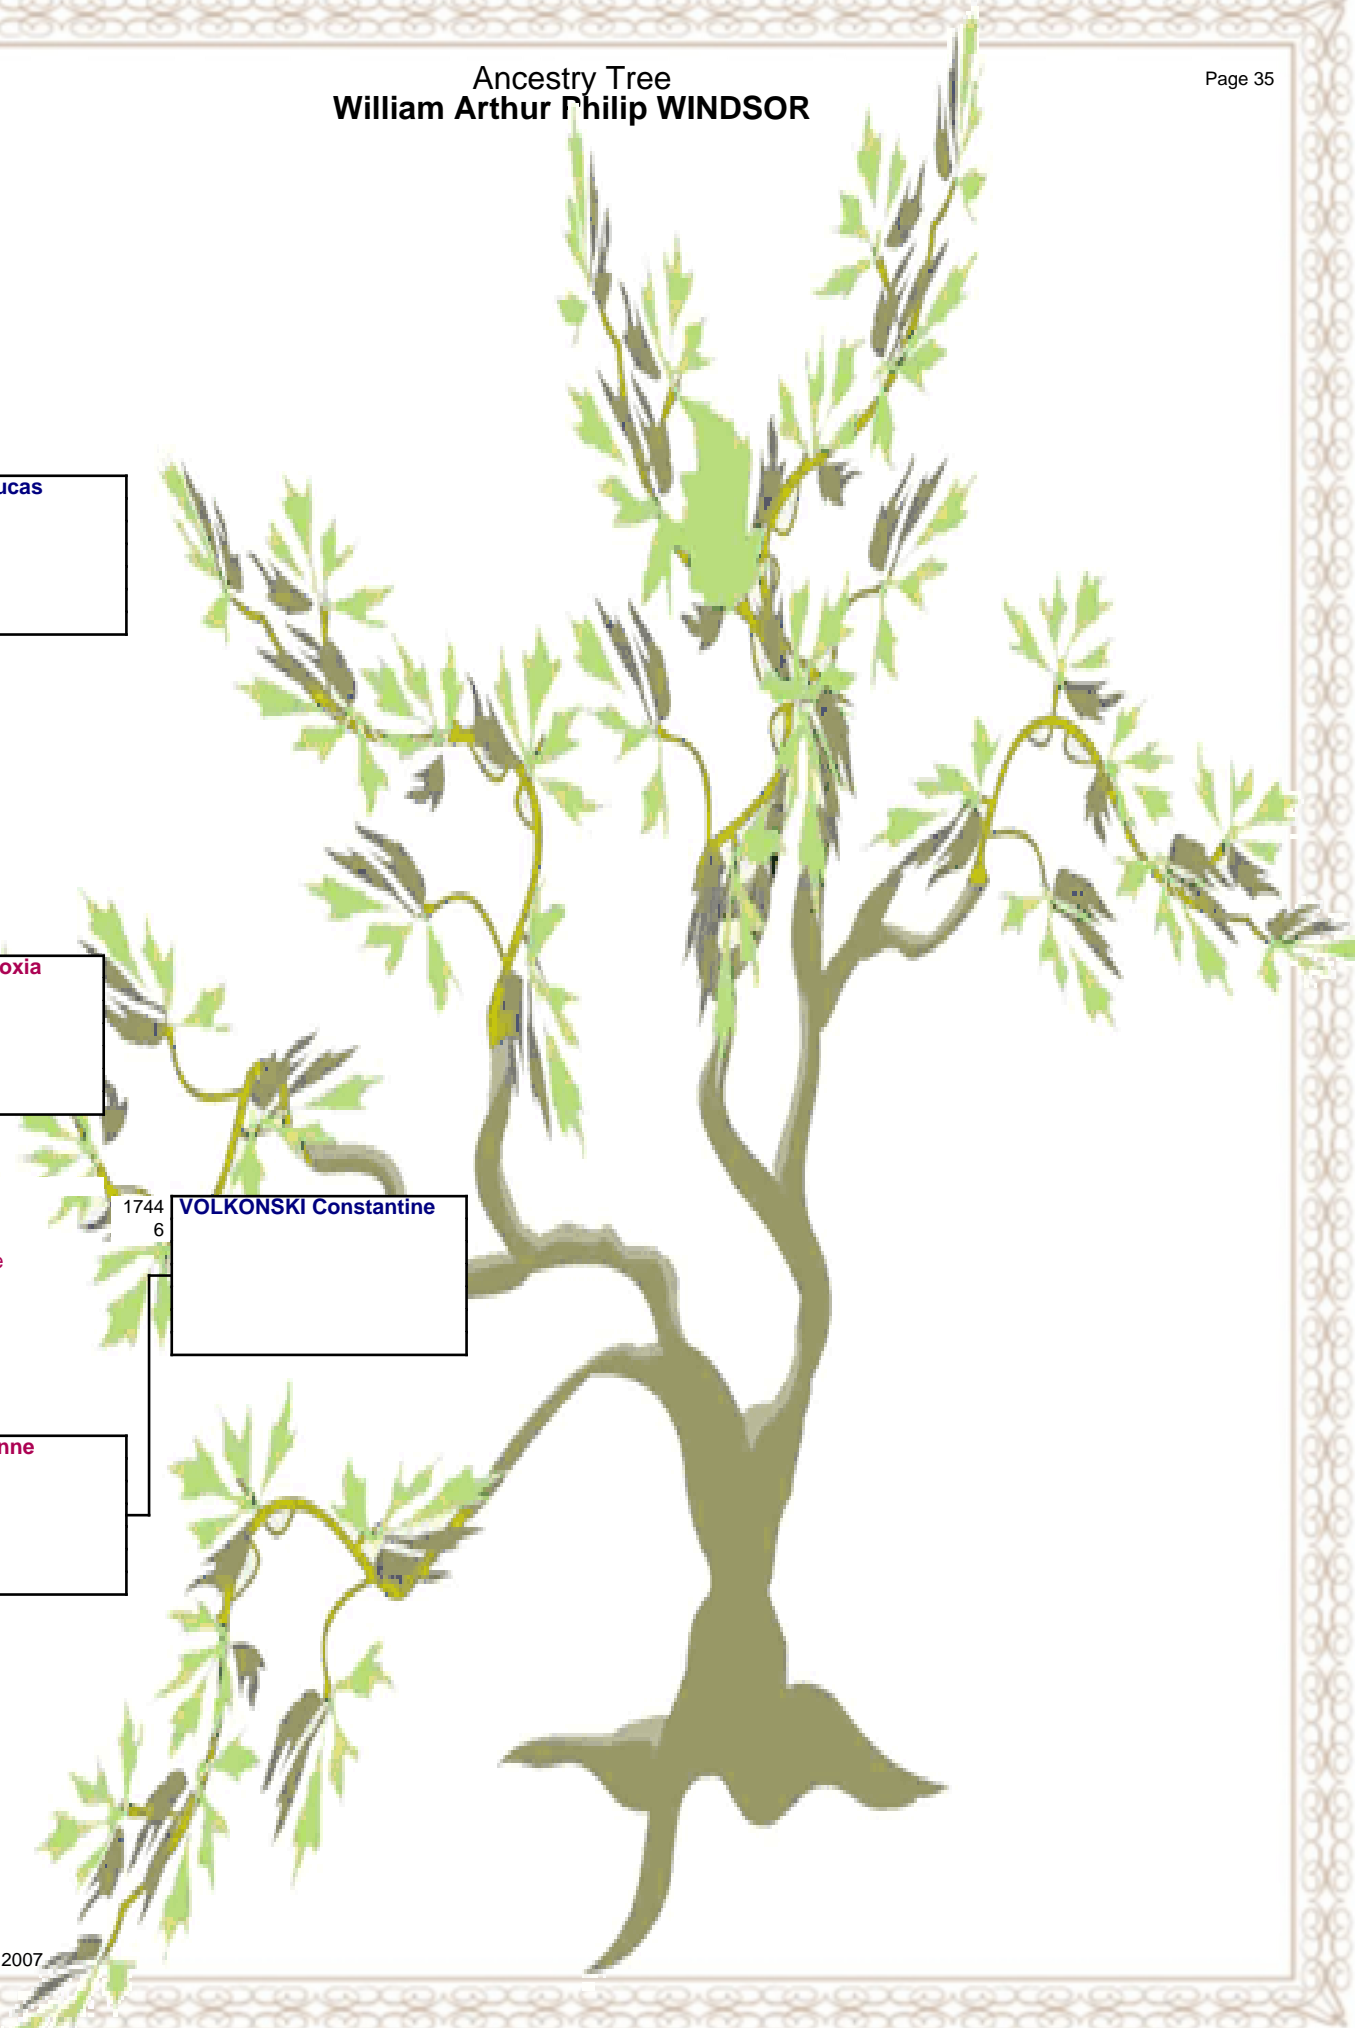 Ancestry Tree
William Arthur Philip WINDSOR
Page 35
ucas
oxia
1744
6
VOLKONSKI Constantine
e
nne
2007